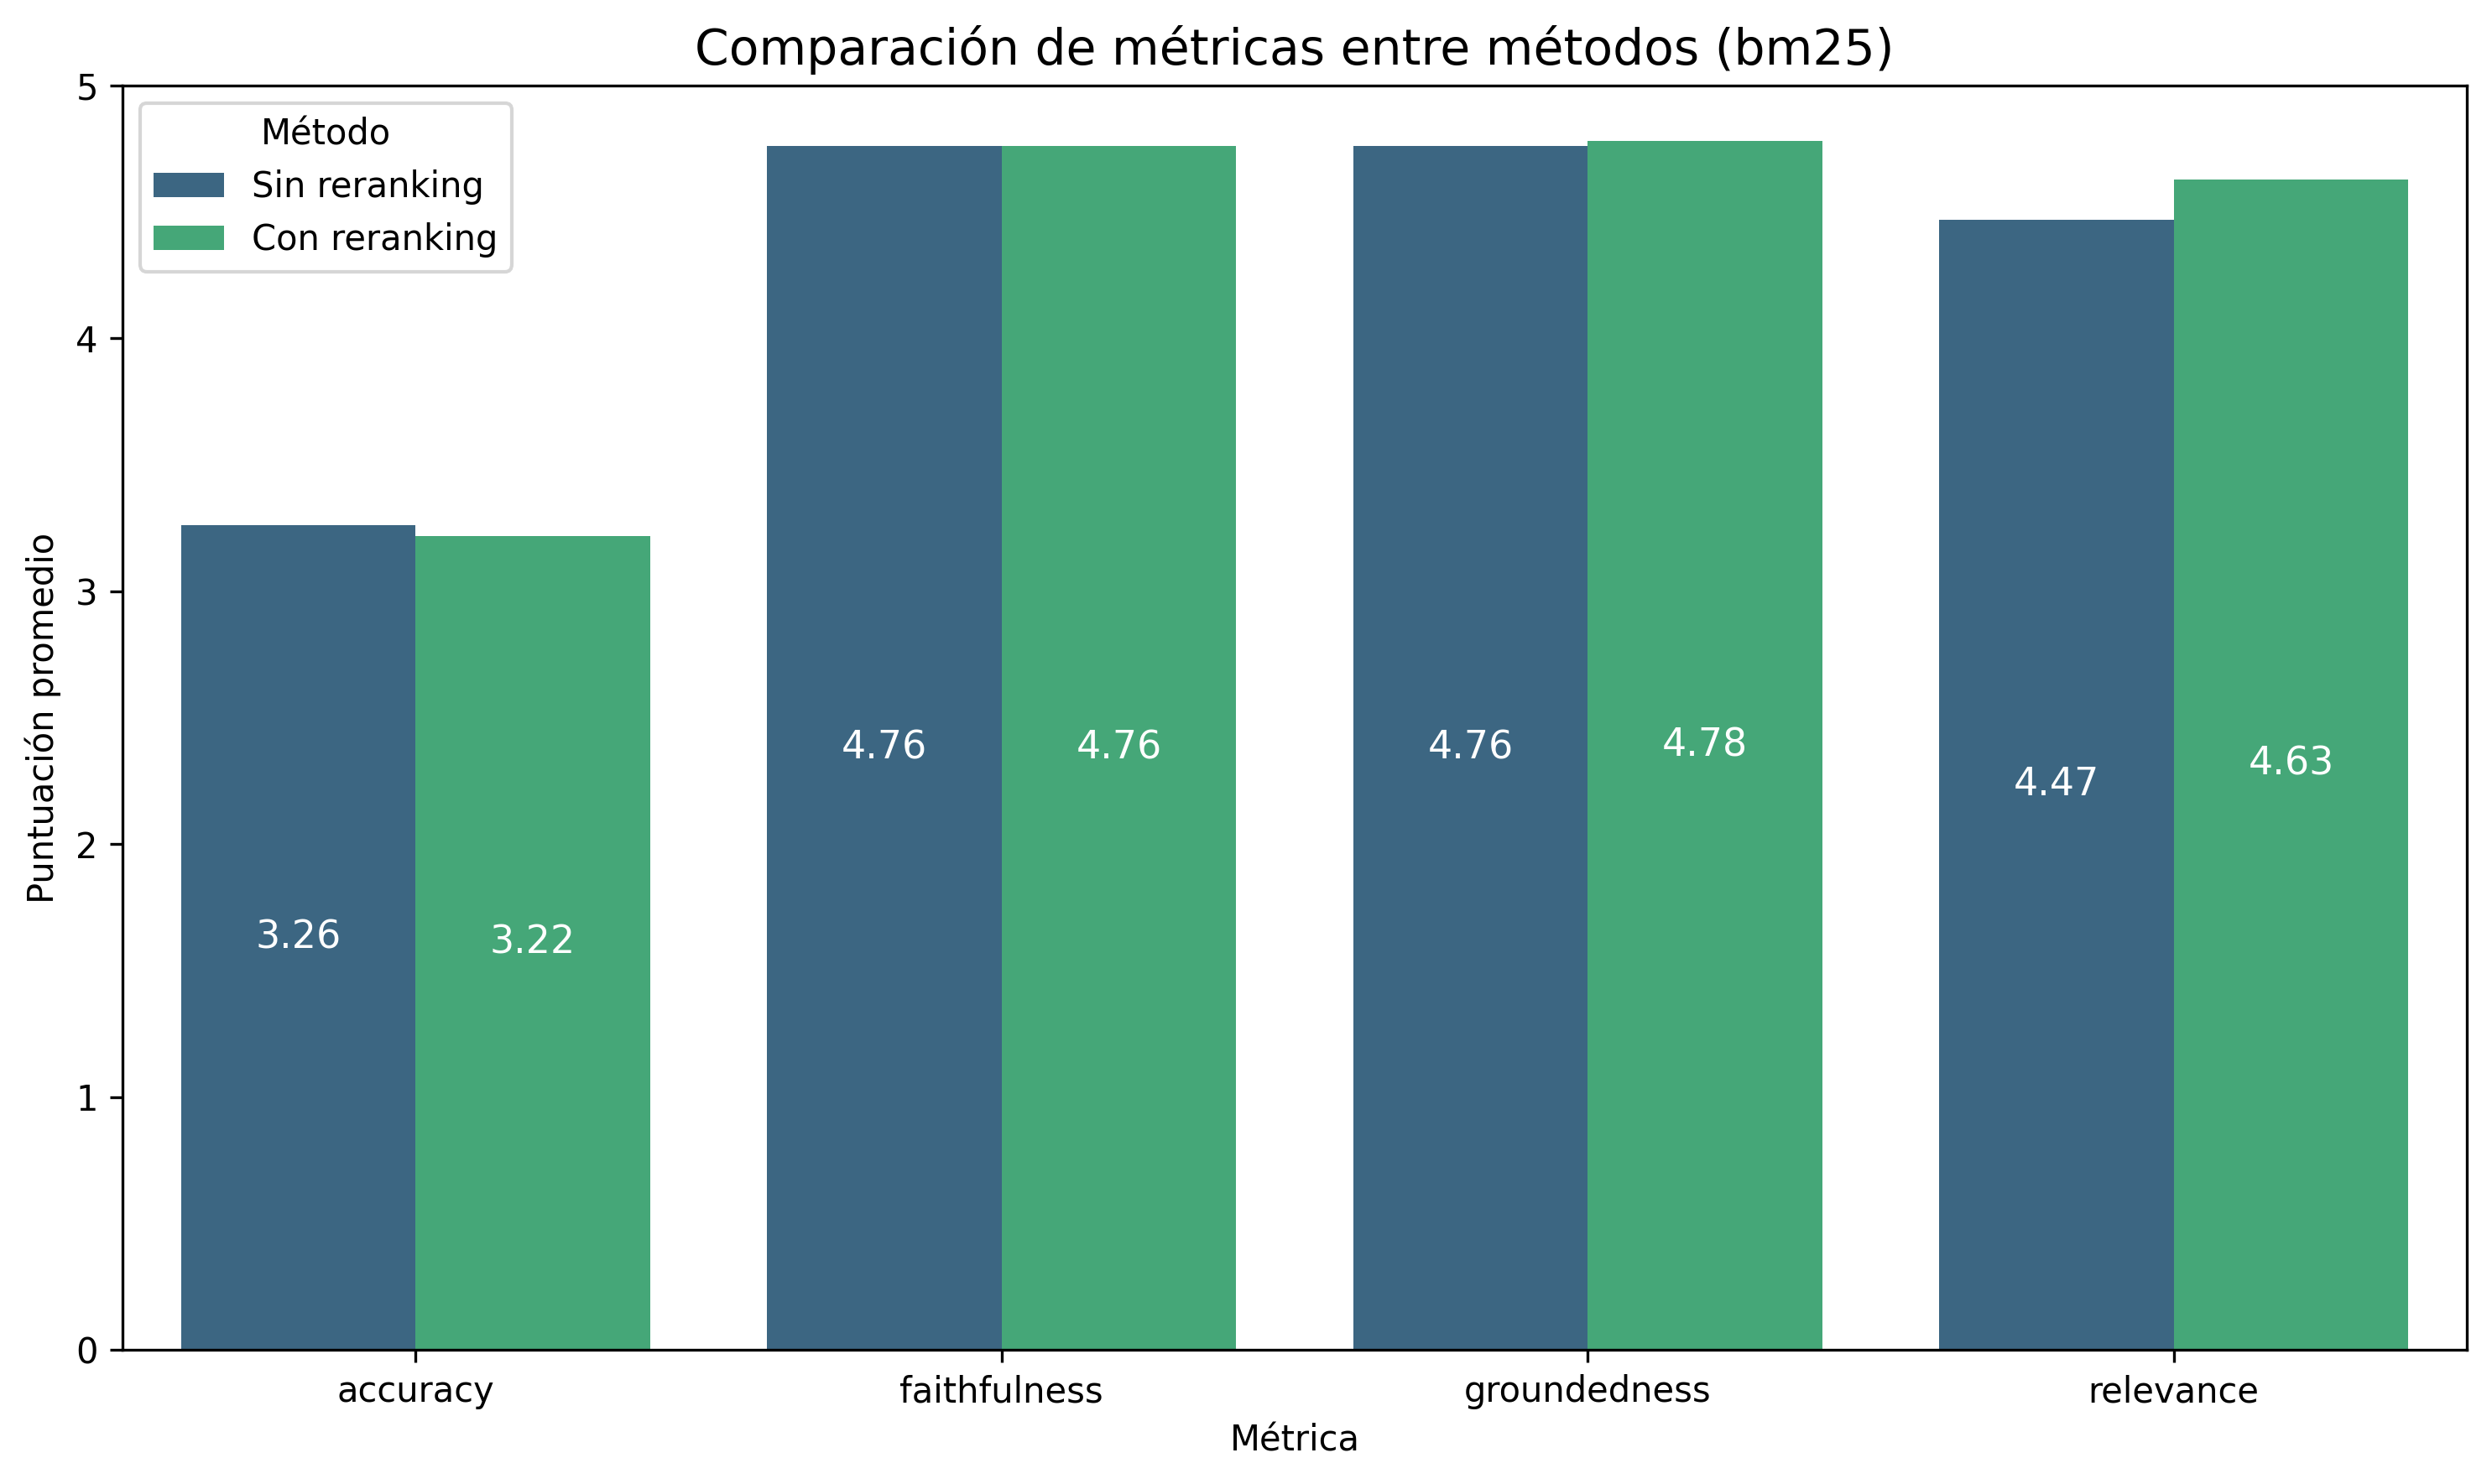 Comparación de métricas entre métodos (bm25)
Método
Sin reranking
Con reranking
Puntuación promedio
5
4
3
2
1
0
3.26
3.22
4.76
4.76
4.76
4.78
4.47
4.63
accuracy
faithfulness
groundedness
relevance
Métrica